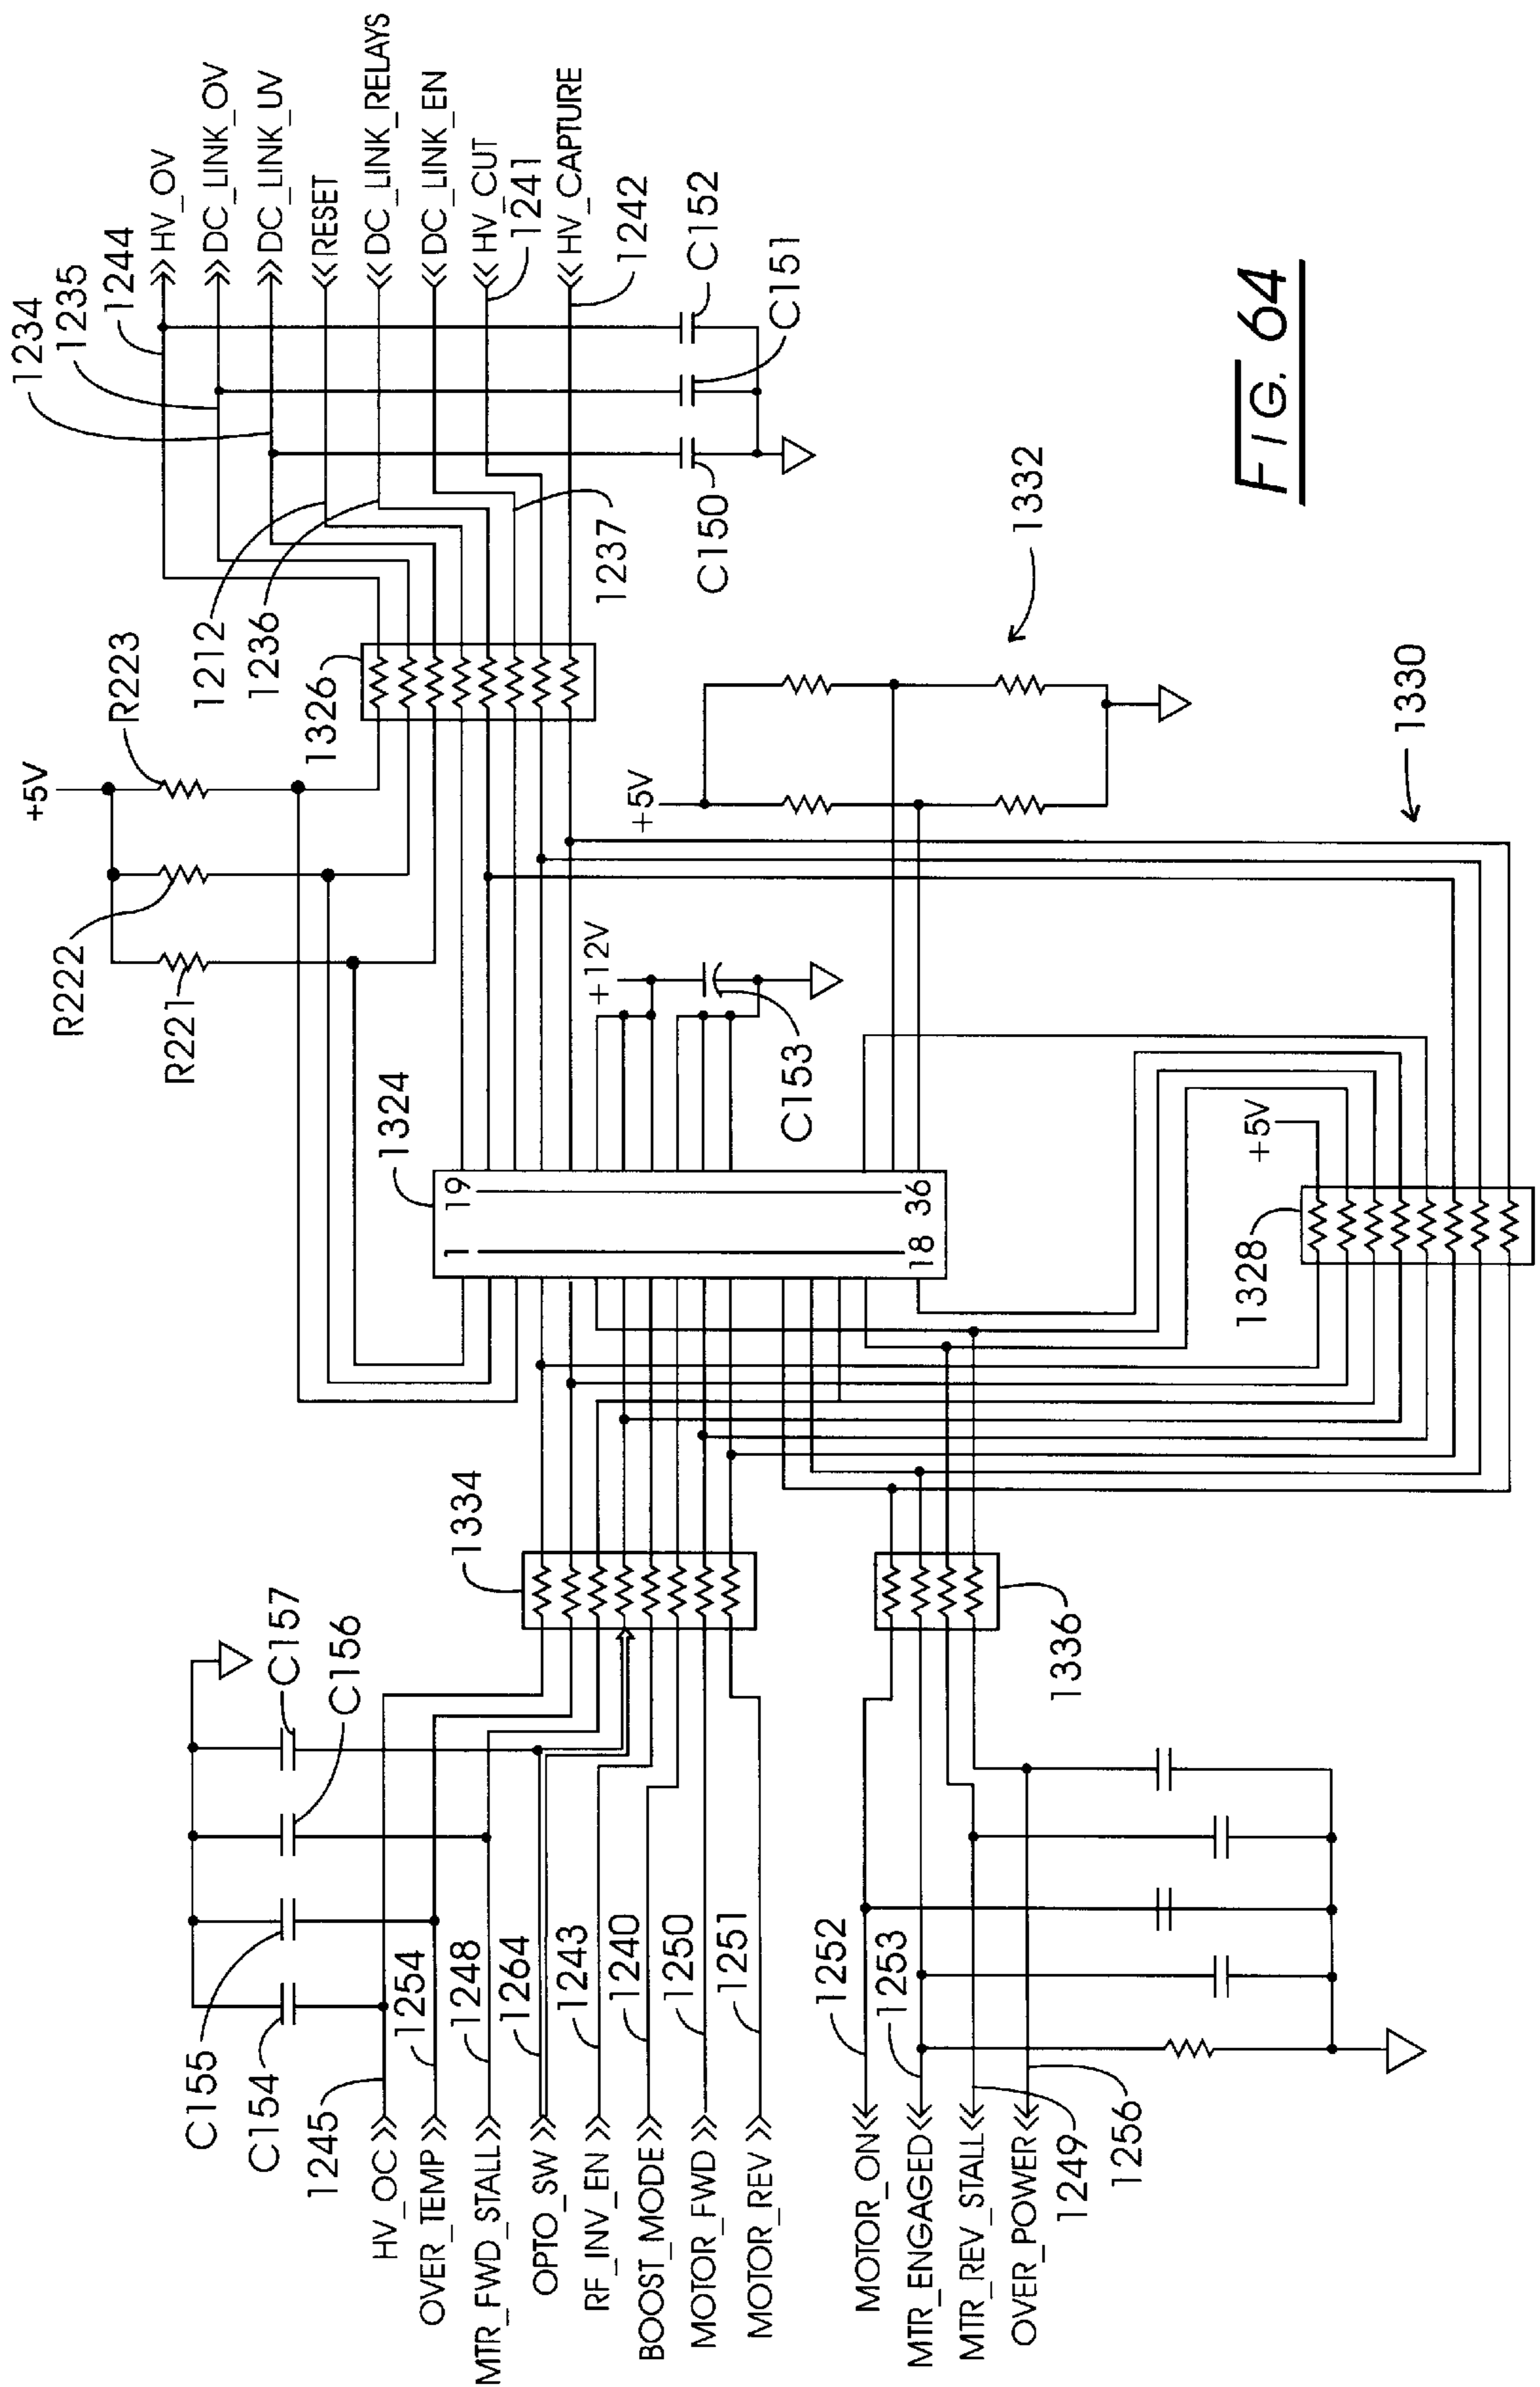 +5V
R223
R222
R221
1234
1235
1244
HV_OV
DC_LINK_OV
DC_LINK_UV
RESET
DC_LINK_RELAYS
DC_LINK_EN
HV_CUT
1241
HV_CAPTURE
1242
1212
1236
1326
1237
C152
C151
C150
1324
19
36
1
18
+12V
C153
+5V
1332
1330
1328
+5V
1334
C157
C156
C155
C154
1245
HV_OC
1254
OVER_TEMP
1248
MTR_FWD_STALL
1264
OPTO_SW
1243
RF_INV_EN
1240
BOOST_MODE
1250
MOTOR_FWD
1251
MOTOR_REV
1336
1252
MOTOR_ON
1253
MTR_ENGAGED
MTR_REV_STALL
1249
OVER_POWER
1256
FIG. 64